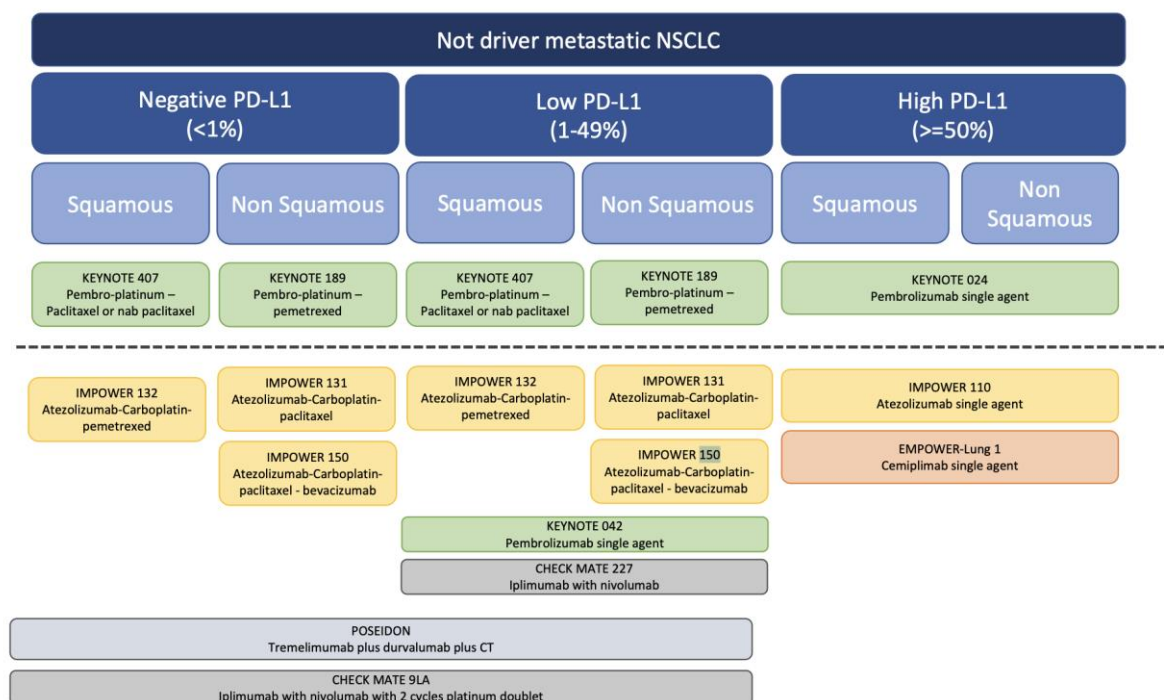 Not driver metastatic NSCLC
Negative PD-L1
(<1%)
Low PD-L1
(1-49%)
High PD-L1
(>=50%)
Squamous
Non Squamous
Squamous
Non Squamous
Squamous
Non
Squamous
KEYNOTE 407
Pembro-platinum –
Paclitaxel or nab paclitaxel
KEYNOTE 189
Pembro-platinum –
pemetrexed
KEYNOTE 407
Pembro-platinum –
Paclitaxel or nab paclitaxel
KEYNOTE 189
Pembro-platinum –
pemetrexed
KEYNOTE 024
Pembrolizumab single agent
IMPOWER 132
Atezolizumab-Carboplatin-
pemetrexed
IMPOWER 131
Atezolizumab-Carboplatin-
paclitaxel
IMPOWER 132
Atezolizumab-Carboplatin-
pemetrexed
IMPOWER 131
Atezolizumab-Carboplatin-
paclitaxel
IMPOWER 110
Atezolizumab single agent
IMPOWER 150
Atezolizumab-Carboplatin-
paclitaxel - bevacizumab
IMPOWER 150
Atezolizumab-Carboplatin-
paclitaxel - bevacizumab
EMPOWER-Lung 1
Cemiplimab single agent
KEYNOTE 042
Pembrolizumab single agent
CHECK MATE 227
Iplimumab with nivolumab
POSEIDON
Tremelimumab plus durvalumab plus CT
CHECK MATE 9LA
Iplimumab with nivolumab with 2 cycles platinum doublet